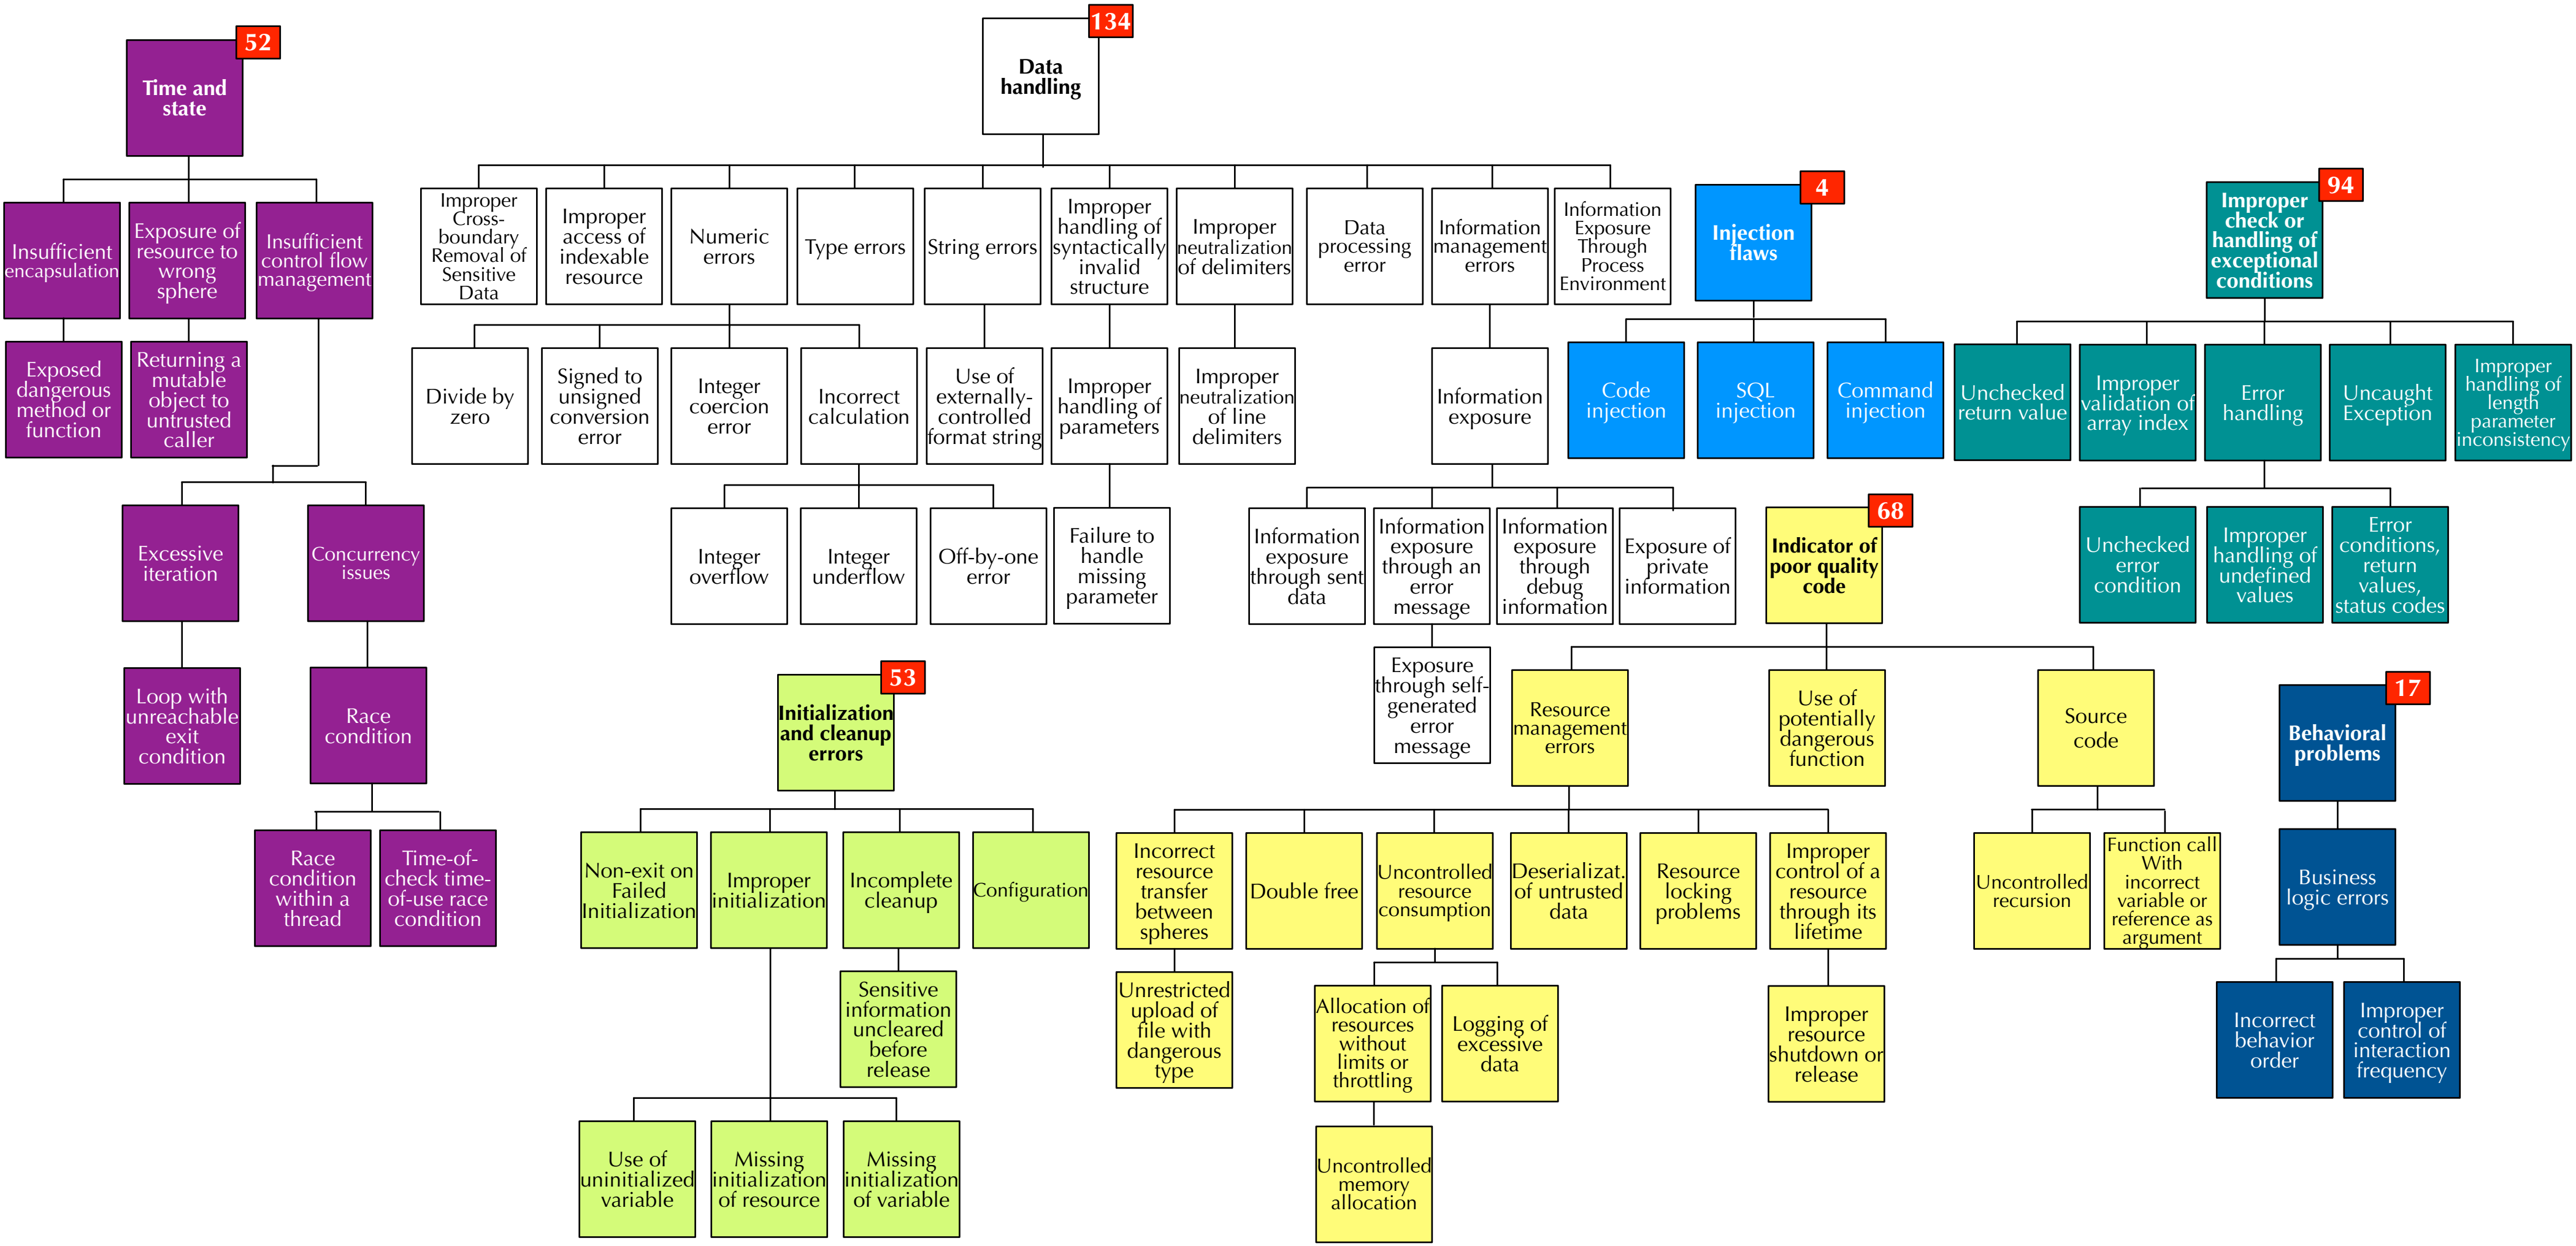 52
Time and
state
Insufficient
encapsulation
Exposure of
resource to
wrong
sphere
Insufficient
control flow
management
Exposed
dangerous
method or
function
Returning a
mutable
object to
untrusted
caller
Excessive
iteration
Concurrency
issues
Loop with
unreachable
exit
condition
Race
condition
Race
condition
within a
thread
Time-of-
check time-
of-use race
condition
134
Data
handling
Improper
Cross-
boundary
Removal of
Sensitive
Data
Improper
access of
indexable
resource
Numeric
errors
Type errors
String errors
Improper
handling of
syntactically
invalid
structure
Improper
neutralization
of delimiters
Data
processing
error
Information
management
errors
Information
Exposure
Through
Process
Environment
Divide by
zero
Signed to
unsigned
conversion
error
Integer
coercion
error
Incorrect
calculation
Use of
externally-
controlled
format string
Improper
handling of
parameters
Improper
neutralization
of line
delimiters
Information
exposure
Integer
overflow
Integer
underflow
Off-by-one
error
Failure to
handle
missing
parameter
Information
exposure
through sent
data
Information
exposure
through an
error
message
Information
exposure
through
debug
information
Exposure of
private
information
Exposure
through self-
generated
error
message
4
Injection
flaws
Code
injection
SQL
injection
Command
injection
94
Improper
check or
handling of
exceptional
conditions
Unchecked
return value
Improper
validation of
array index
Error
handling
Uncaught
Exception
Improper
handling of
length
parameter
inconsistency
Unchecked
error
condition
Improper
handling of
undefined
values
Error
conditions,
return
values,
status codes
53
Initialization
and cleanup
errors
Non-exit on
Failed
Initialization
Improper
initialization
Incomplete
cleanup
Configuration
Sensitive
information
uncleared
before
release
Use of
uninitialized
variable
Missing
initialization
of resource
Missing
initialization
of variable
68
Indicator of
poor quality
code
Resource
management
errors
Use of
potentially
dangerous
function
Source
code
Incorrect
resource
transfer
between
spheres
Double free
Uncontrolled
resource
consumption
Deserializat.
of untrusted
data
Resource
locking
problems
Improper
control of a
resource
through its
lifetime
Uncontrolled
recursion
Function call
With
incorrect
variable or
reference as
argument
Unrestricted
upload of
file with
dangerous
type
Allocation of
resources
without
limits or
throttling
Logging of
excessive
data
Improper
resource
shutdown or
release
Uncontrolled
memory
allocation
17
Behavioral
problems
Business
logic errors
Incorrect
behavior
order
Improper
control of
interaction
frequency